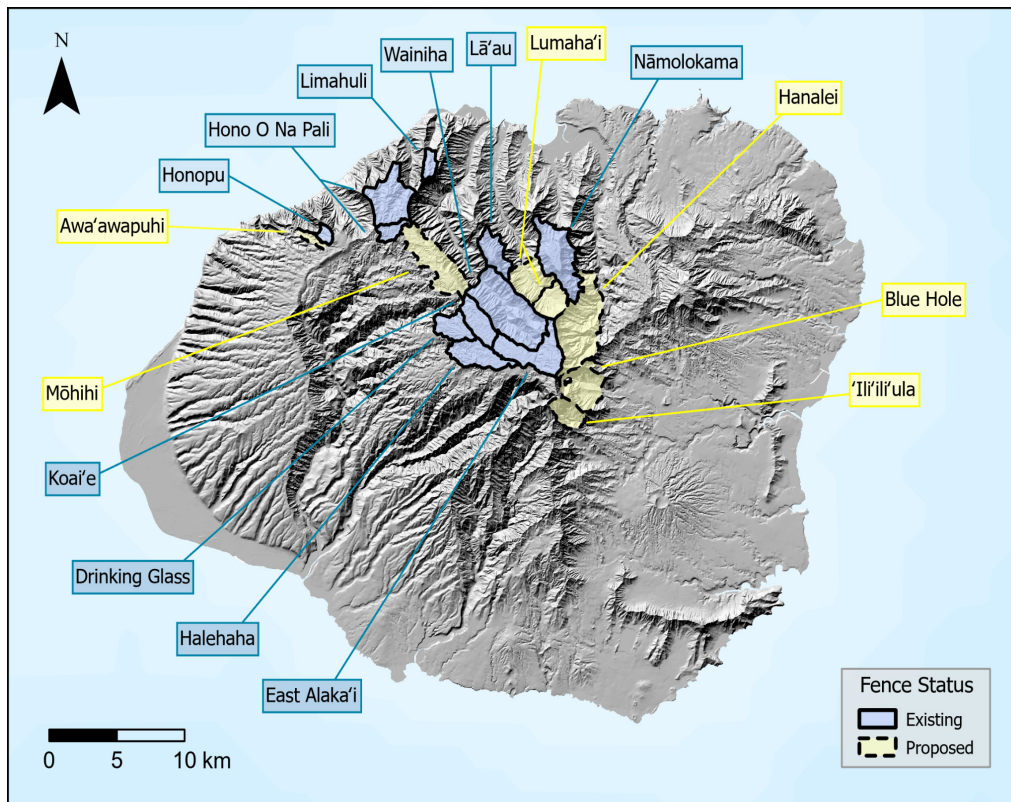 N
Lumahaʻi
Lāʻau
Wainiha
Nāmolokama
Limahuli
Hanalei
Hono O Na Pali
Honopu
Awaʻawapuhi
Blue Hole
Mōhihi
ʻIliʻiliʻula
Koaiʻe
Drinking Glass
Halehaha
East Alakaʻi
Fence Status
Existing
Proposed
0 5 10 km